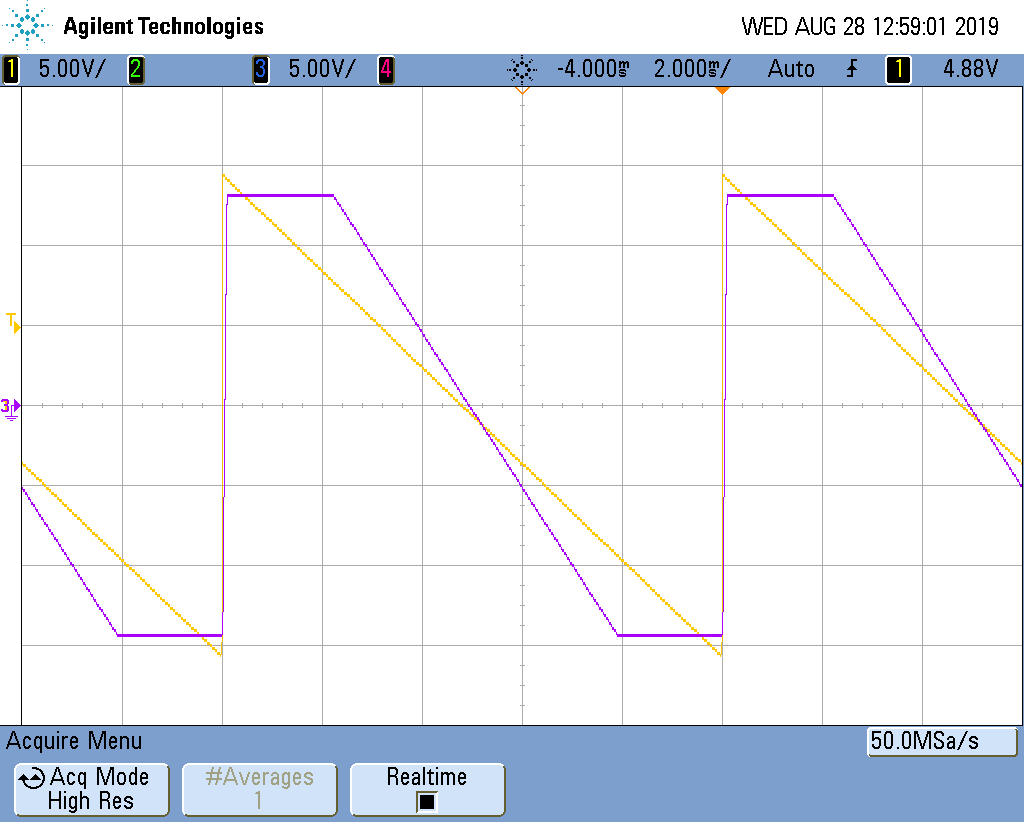 Agilent Technologies
WED AUG 28 12:59:01 2019
1 5.00V/ 2 3 5.00V/ 4 -4.000ms 2.000ms/ Auto 1 4.88V
T
3
Acquire Menu
50.0MSa/s
Acq Mode
High Res
#Averages
1
Realtime